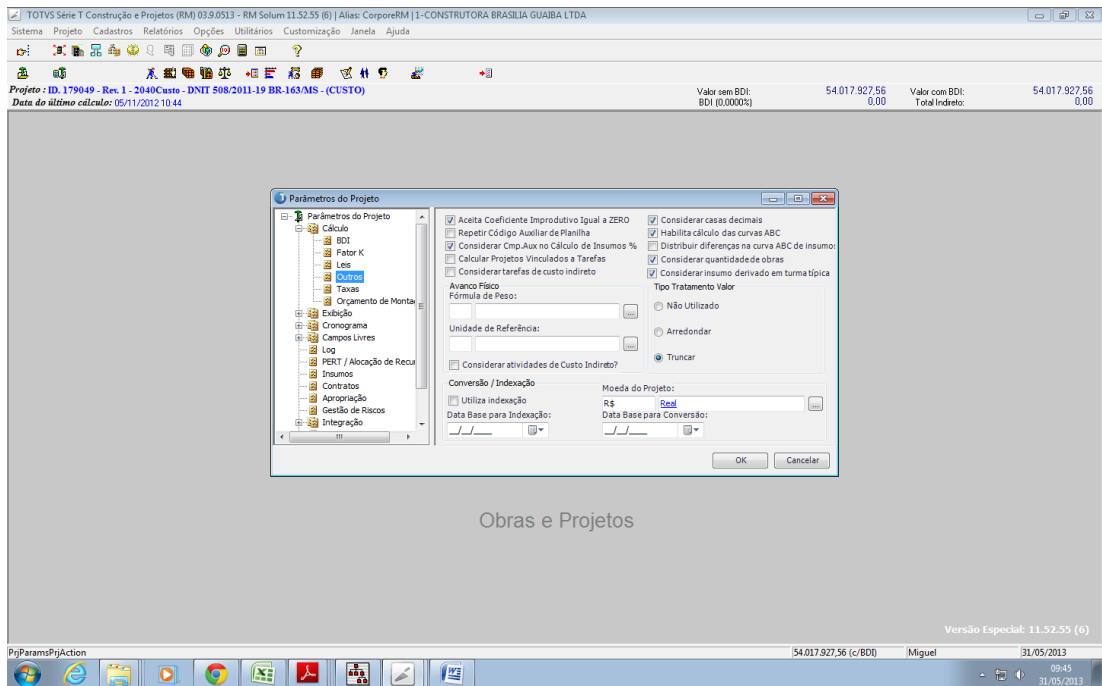 TOTVS Série T Construção e Projetos (RM) 03.9.0513 - RM Solum 11.52.55 (6) | Alias: CorporeRM | 1-CONSTRUTORA BRASILIA GUAIBA LTDA
Sistema Projeto Cadastros Relatórios Opções Utilitários Customização Janela Ajuda
Projeto : ID. 179049 - Rev. 1 - 2040Custo - DNIT 508/2011-19 BR-163/MS - (CUSTO)
Valor sem BDI: 54.017.927,56 Valor com BDI: 54.017.927,56
Data do último cálculo: 05/11/2012 10:44
BDI (0,0000%) 0,00 Total Indireto: 0,00
Parâmetros do Projeto
Parâmetros do Projeto
Cálculo
BDI
Fator K
Leis
Outros
Taxas
Orçamento de Monta
Exibição
Cronograma
Campos Livres
Log
PERT / Alocação de Recu
Insumos
Contratos
Apropriação
Gestão de Riscos
Integração
Aceita Coeficiente Improdutivo Igual a ZERO
Repetir Código Auxiliar de Planilha
Considerar Cmp.Aux no Cálculo de Insumos %
Calcular Projetos Vinculados a Tarefas
Considerar tarefas de custo indireto
Considerar casas decimais
Habilita cálculo das curvas ABC
Distribuir diferenças na curva ABC de insumo:
Considerar quantidade de obras
Considerar insumo derivado em turma típica
Avanco Físico
Fórmula de Peso:
...
Unidade de Referência:
...
Considerar atividades de Custo Indireto?
Tipo Tratamento Valor
Não Utilizado
Arredondar
Truncar
Conversão / Indexação
Utiliza indexação
Data Base para Indexação:
__/__/____
Moeda do Projeto:
R$ Real ...
Data Base para Conversão:
__/__/____
OK Cancelar
Obras e Projetos
Versão Especial: 11.52.55 (6)
PrjParamsPrjAction 54.017.927,56 (c/BDI) Miguel 31/05/2013
09:45
31/05/2013